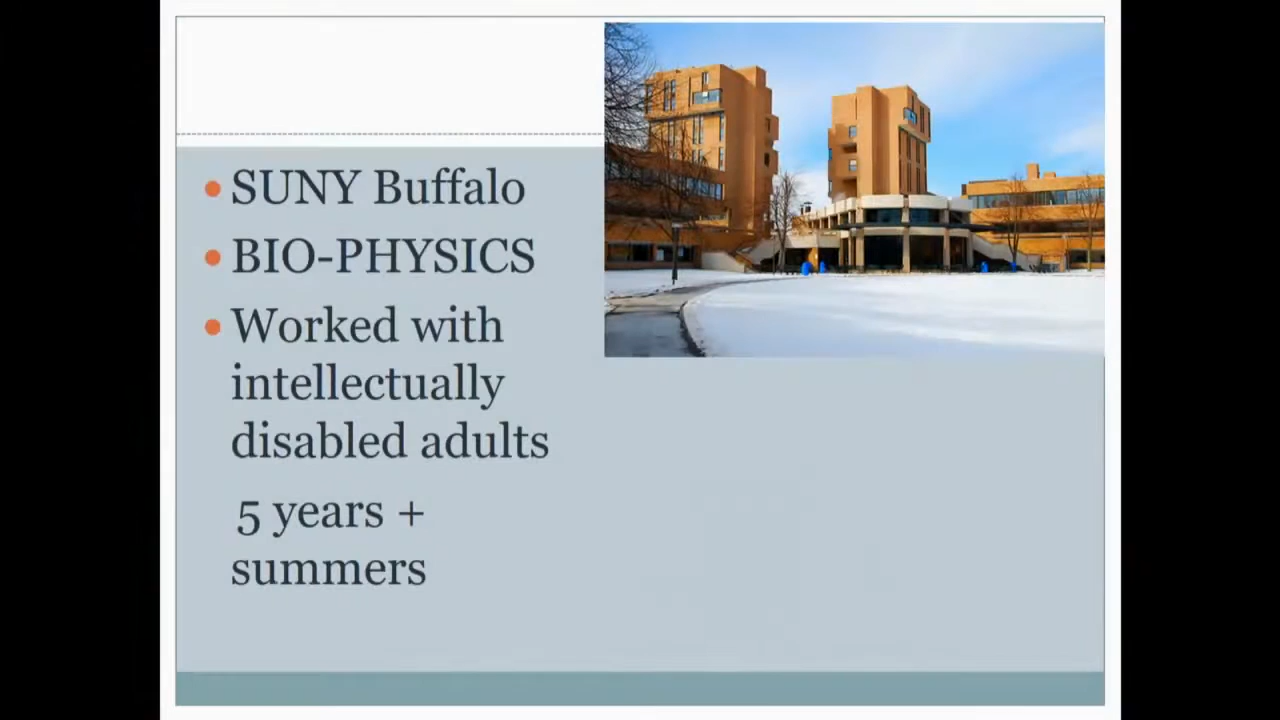 SUNY Buffalo
BIO-PHYSICS
Worked with
intellectually
disabled adults
5 years +
summers